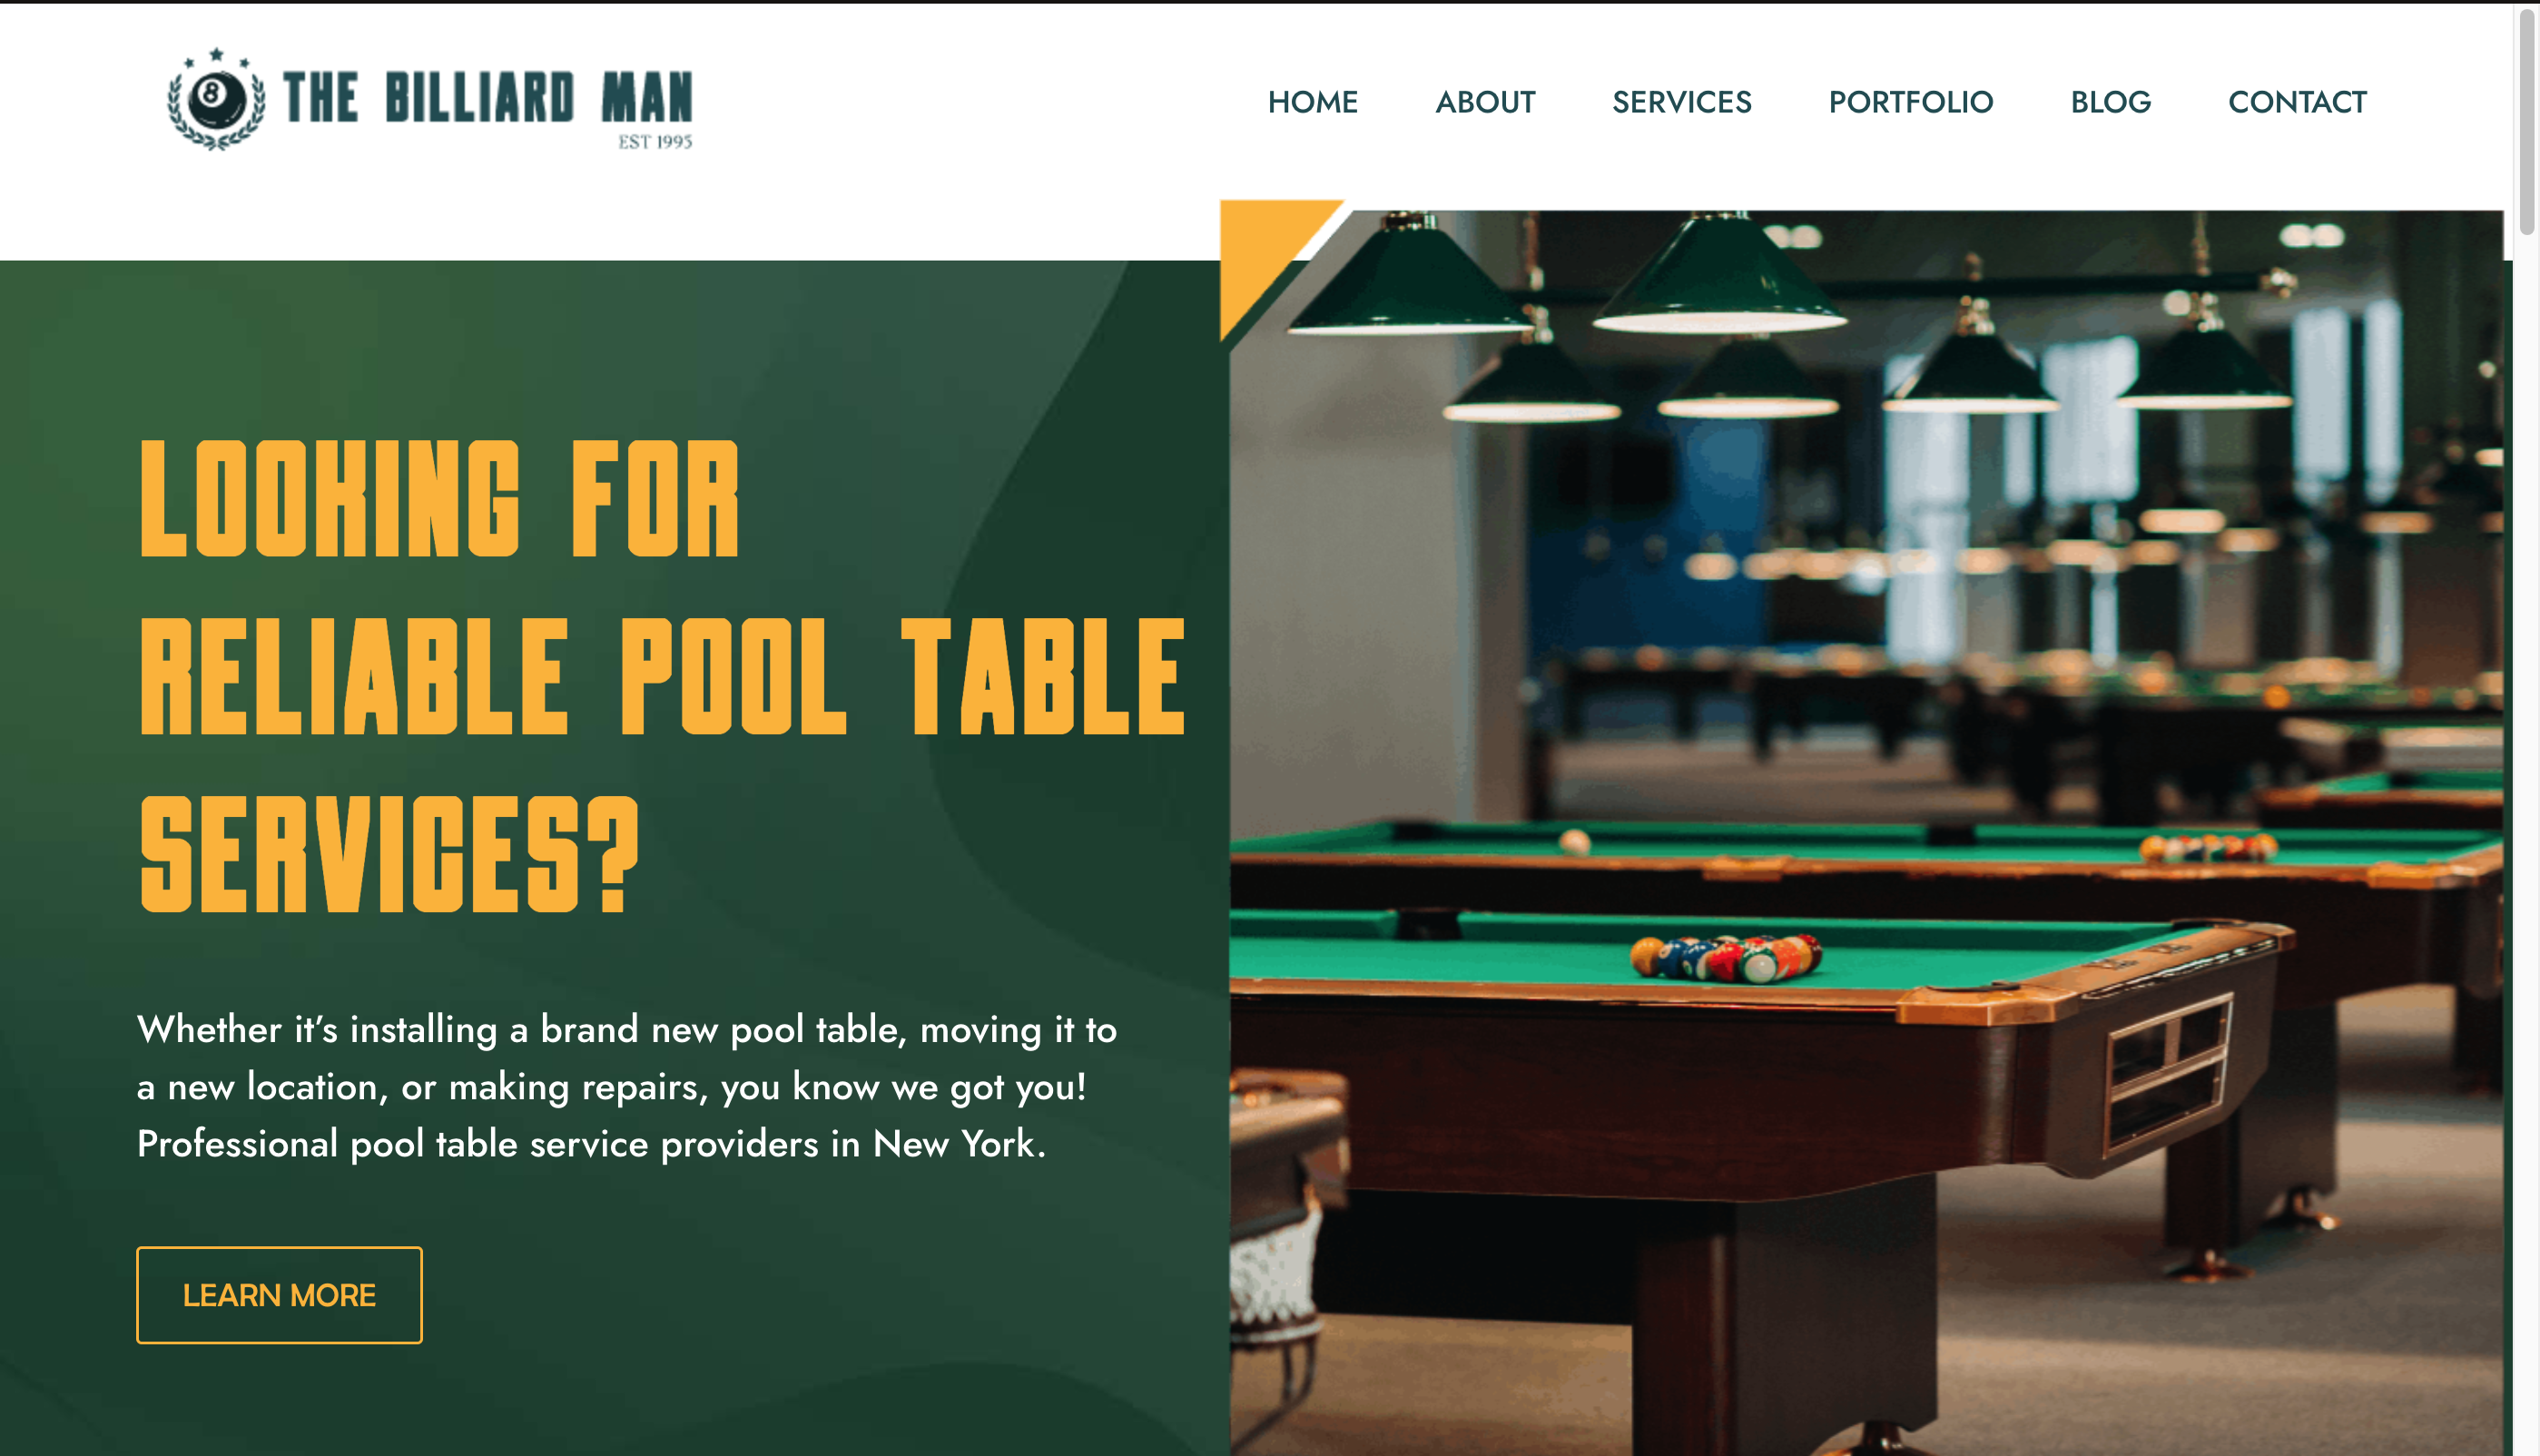 8
THE BILLIARD MAN
EST 1995
HOME ABOUT SERVICES PORTFOLIO BLOG CONTACT
LOOKING FOR
RELIABLE POOL TABLE
SERVICES?
Whether it’s installing a brand new pool table, moving it to
a new location, or making repairs, you know we got you!
Professional pool table service providers in New York.
LEARN MORE